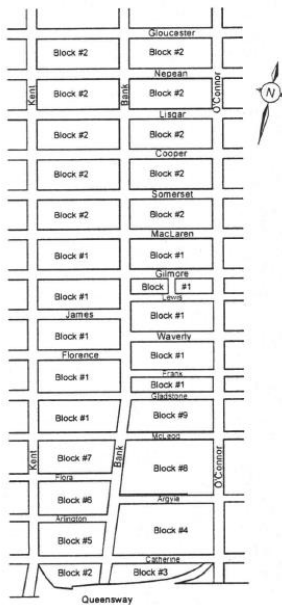 Gloucester
Block #2 Block #2
Nepean
Kent Block #2 Bank Block #2 O'Connor
Lisgar
Block #2 Block #2
Cooper
Block #2 Block #2
Somerset
Block #2 Block #2
MacLaren
Block #1 Block #1
Gilmore
Block #1 Block #1
Lewis
James
Block #1 Block #1
Waverly
Florence
Block #1 Block #1
Frank
Block #1
Gladstone
Block #1 Block #9
McLeod
Kent Block #7 Bank Block #8 O'Connor
Flora
Block #6
Argyle
Arlington
Block #5 Block #4
Catherine
Block #2 Block #3
Queensway
N